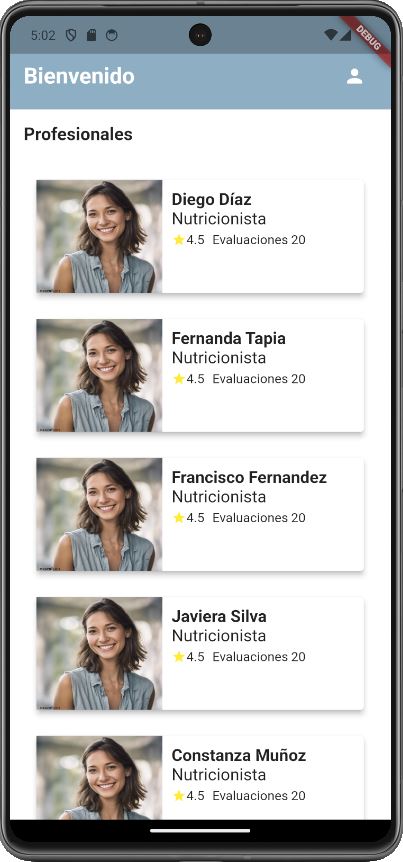 5:02
DEBUG
Bienvenido
Profesionales
Diego Díaz
Nutricionista
4.5 Evaluaciones 20
Fernanda Tapia
Nutricionista
4.5 Evaluaciones 20
Francisco Fernandez
Nutricionista
4.5 Evaluaciones 20
Javiera Silva
Nutricionista
4.5 Evaluaciones 20
Constanza Muñoz
Nutricionista
4.5 Evaluaciones 20